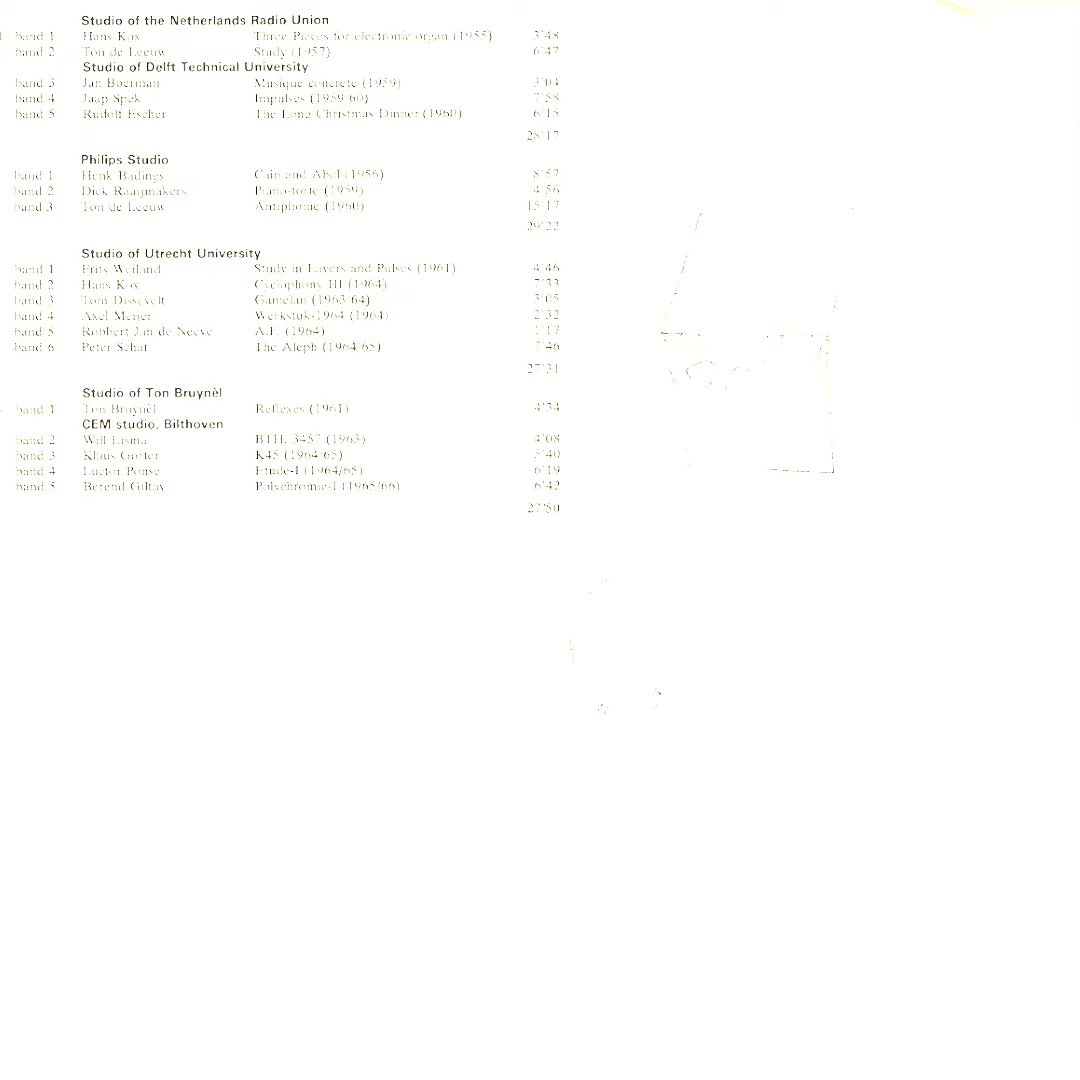 Studio of the Netherlands Radio Union
band 1 Hans Kox Three Pieces for electronic organ (1955) 3'48
band 2 Ton de Leeuw Study (1957) 6'47
Studio of Delft Technical University
band 3 Jan Boerman Musique concrete (1959) 3'04
band 4 Jaap Spek Impulses (1959/60) 7'58
band 5 Rudolf Escher The Long Christmas Dinner (1960) 6'15
28'17
Philips Studio
band 1 Henk Badings Cain and Abel (1956) 8'57
band 2 Dick Raaijmakers Piano-forte (1959) 4'56
band 3 Ton de Leeuw Antiphonie (1960) 15'17
29'22
Studio of Utrecht University
band 1 Frits Weiland Study in Layers and Pulses (1961) 4'46
band 2 Hans Kox Cyclophony III (1964) 7'33
band 3 Tom Dissevelt Gamelan (1963/64) 3'05
band 4 Axel Meijer Werkstuk-1964 (1964) 2'32
band 5 Robbert Jan de Neeve A.F. (1964) 1'17
band 6 Peter Schat The Aleph (1964/65) 7'46
27'31
Studio of Ton Bruynèl
band 1 Ton Bruynèl Reflexes (1961) 4'34
CEM studio, Bilthoven
band 2 Will Eisma BTHL 3457 (1963) 4'08
band 3 Klaus Gorter K45 (1964/65) 5'40
band 4 Luctor Ponse Etude-I (1964/65) 6'19
band 5 Berend Giltay Polychromie-I (1965/66) 6'42
27'50